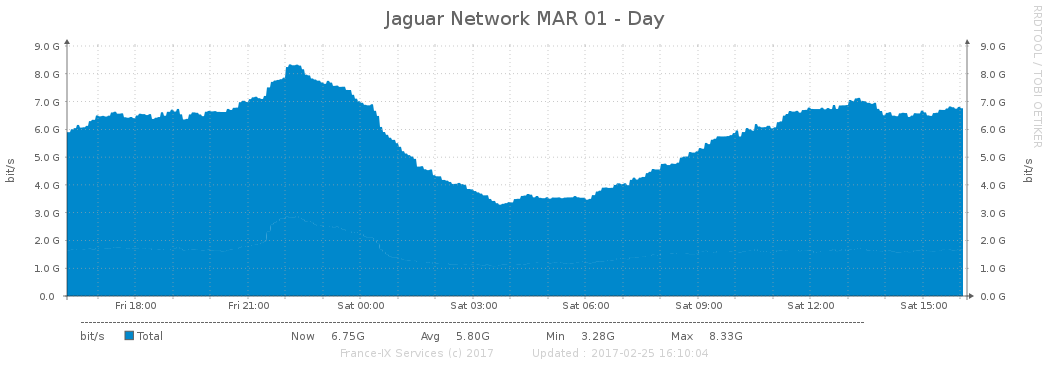 Jaguar Network MAR 01 - Day
RRDTOOL / TOBI OETIKER
9.0 G 9.0 G
8.0 G 8.0 G
7.0 G 7.0 G
6.0 G 6.0 G
5.0 G 5.0 G
4.0 G 4.0 G
3.0 G 3.0 G
2.0 G 2.0 G
1.0 G 1.0 G
0.0 0.0 G
bit/s bit/s
Fri 18:00 Fri 21:00 Sat 00:00 Sat 03:00 Sat 06:00 Sat 09:00 Sat 12:00 Sat 15:00
bit/s Total Now 6.75G Avg 5.80G Min 3.28G Max 8.33G
France-IX Services (c) 2017 Updated : 2017-02-25 16:10:04